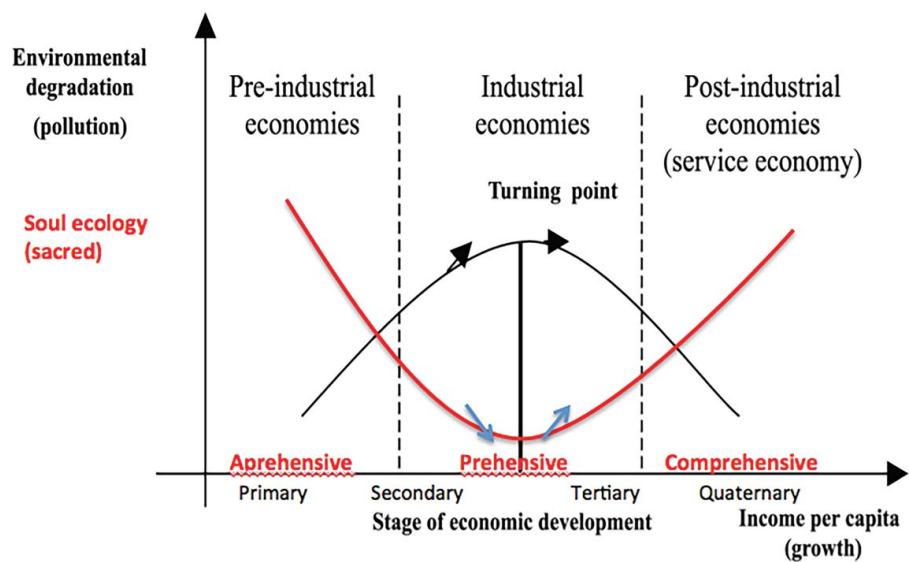 Environmental
degradation
(pollution)
Pre-industrial
economies
Industrial
economies
Post-industrial
economies
(service economy)
Turning point
Soul ecology
(sacred)
Aprehensive
Prehensive
Comprehensive
Primary
Secondary
Tertiary
Quaternary
Stage of economic development
Income per capita
(growth)